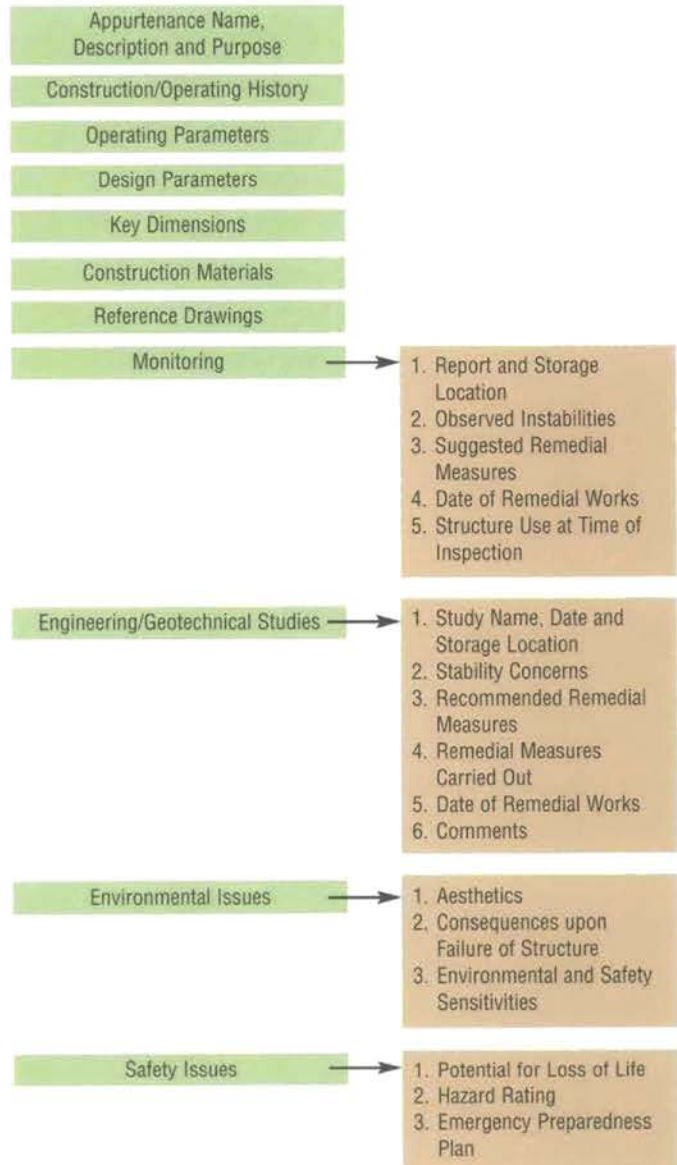 Appurtenance Name,
Description and Purpose
Construction/Operating History
Operating Parameters
Design Parameters
Key Dimensions
Construction Materials
Reference Drawings
Monitoring
1. Report and Storage
Location
2. Observed Instabilities
3. Suggested Remedial
Measures
4. Date of Remedial Works
5. Structure Use at Time of
Inspection
Engineering/Geotechnical Studies
1. Study Name, Date and
Storage Location
2. Stability Concerns
3. Recommended Remedial
Measures
4. Remedial Measures
Carried Out
5. Date of Remedial Works
6. Comments
Environmental Issues
1. Aesthetics
2. Consequences upon
Failure of Structure
3. Environmental and Safety
Sensitivities
Safety Issues
1. Potential for Loss of Life
2. Hazard Rating
3. Emergency Preparedness
Plan